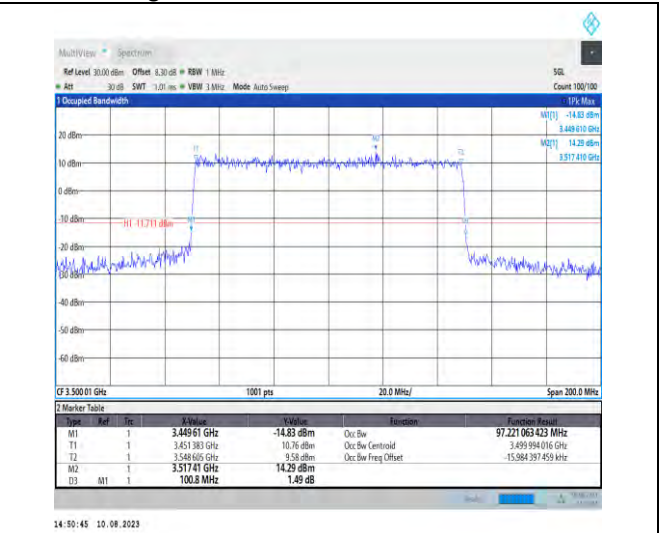 MultiView Spectrum
Ref Level 30.00 dBm Offset 8.30 dB RBW 1 MHz SGL
Att 30 dB SWT 1.01 ms VBW 3 MHz Mode Auto Sweep Count 100/100
1 Occupied Bandwidth 1Pk Max
M1[1] -14.83 dBm
3.449 610 GHz
M2[1] 14.29 dBm
3.517 410 GHz
20 dBm
M2
T1
T2
10 dBm
0 dBm
-10 dBm
H1 -11.711 dBm
-20 dBm
-30 dBm
-40 dBm
-50 dBm
-60 dBm
CF 3.500 01 GHz 1001 pts 20.0 MHz/ Span 200.0 MHz
2 Marker Table
Type Ref Trc X-Value Y-Value Function Function Result
M1 1 3.449 61 GHz -14.83 dBm Occ Bw 97.221 063 423 MHz
T1 1 3.451 383 GHz 10.76 dBm Occ Bw Centroid 3.499 994 016 GHz
T2 1 3.548 605 GHz 9.58 dBm Occ Bw Freq Offset -15.984 397 459 kHz
M2 1 3.517 41 GHz 14.29 dBm
D3 M1 1 100.8 MHz 1.49 dB
14:50:45 10.08.2023